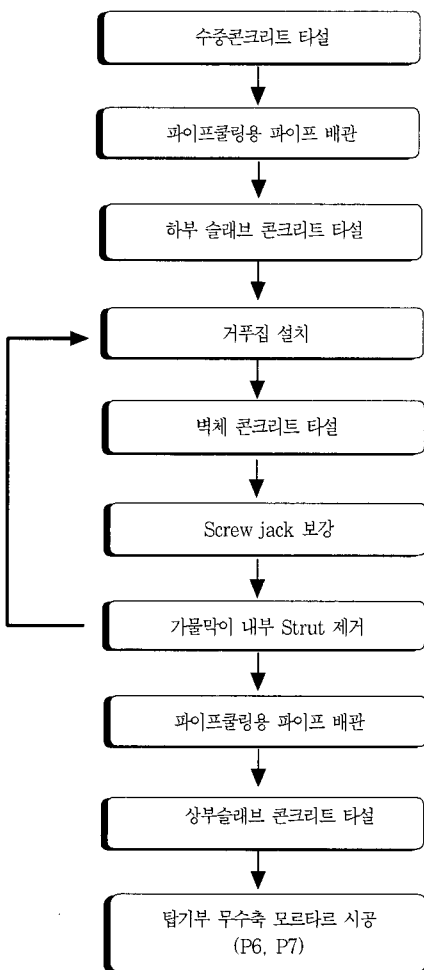 수중콘크리트 타설
파이프쿨링용 파이프 배관
하부 슬래브 콘크리트 타설
거푸집 설치
벽체 콘크리트 타설
Screw jack 보강
가물막이 내부 Strut 제거
파이프쿨링용 파이프 배관
상부슬래브 콘크리트 타설
탑기부 무수축 모르타르 시공
(P6, P7)